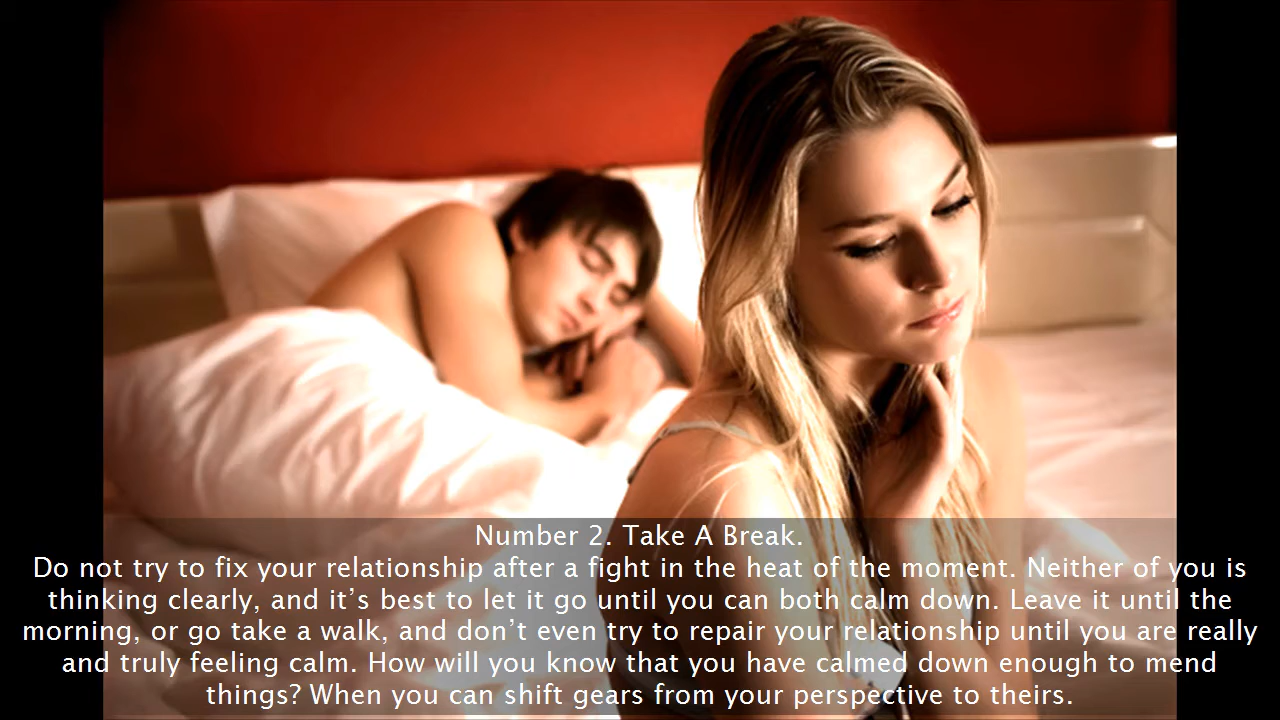 Number 2. Take A Break.
Do not try to fix your relationship after a fight in the heat of the moment. Neither of you is
thinking clearly, and it’s best to let it go until you can both calm down. Leave it until the
morning, or go take a walk, and don’t even try to repair your relationship until you are really
and truly feeling calm. How will you know that you have calmed down enough to mend
things? When you can shift gears from your perspective to theirs.